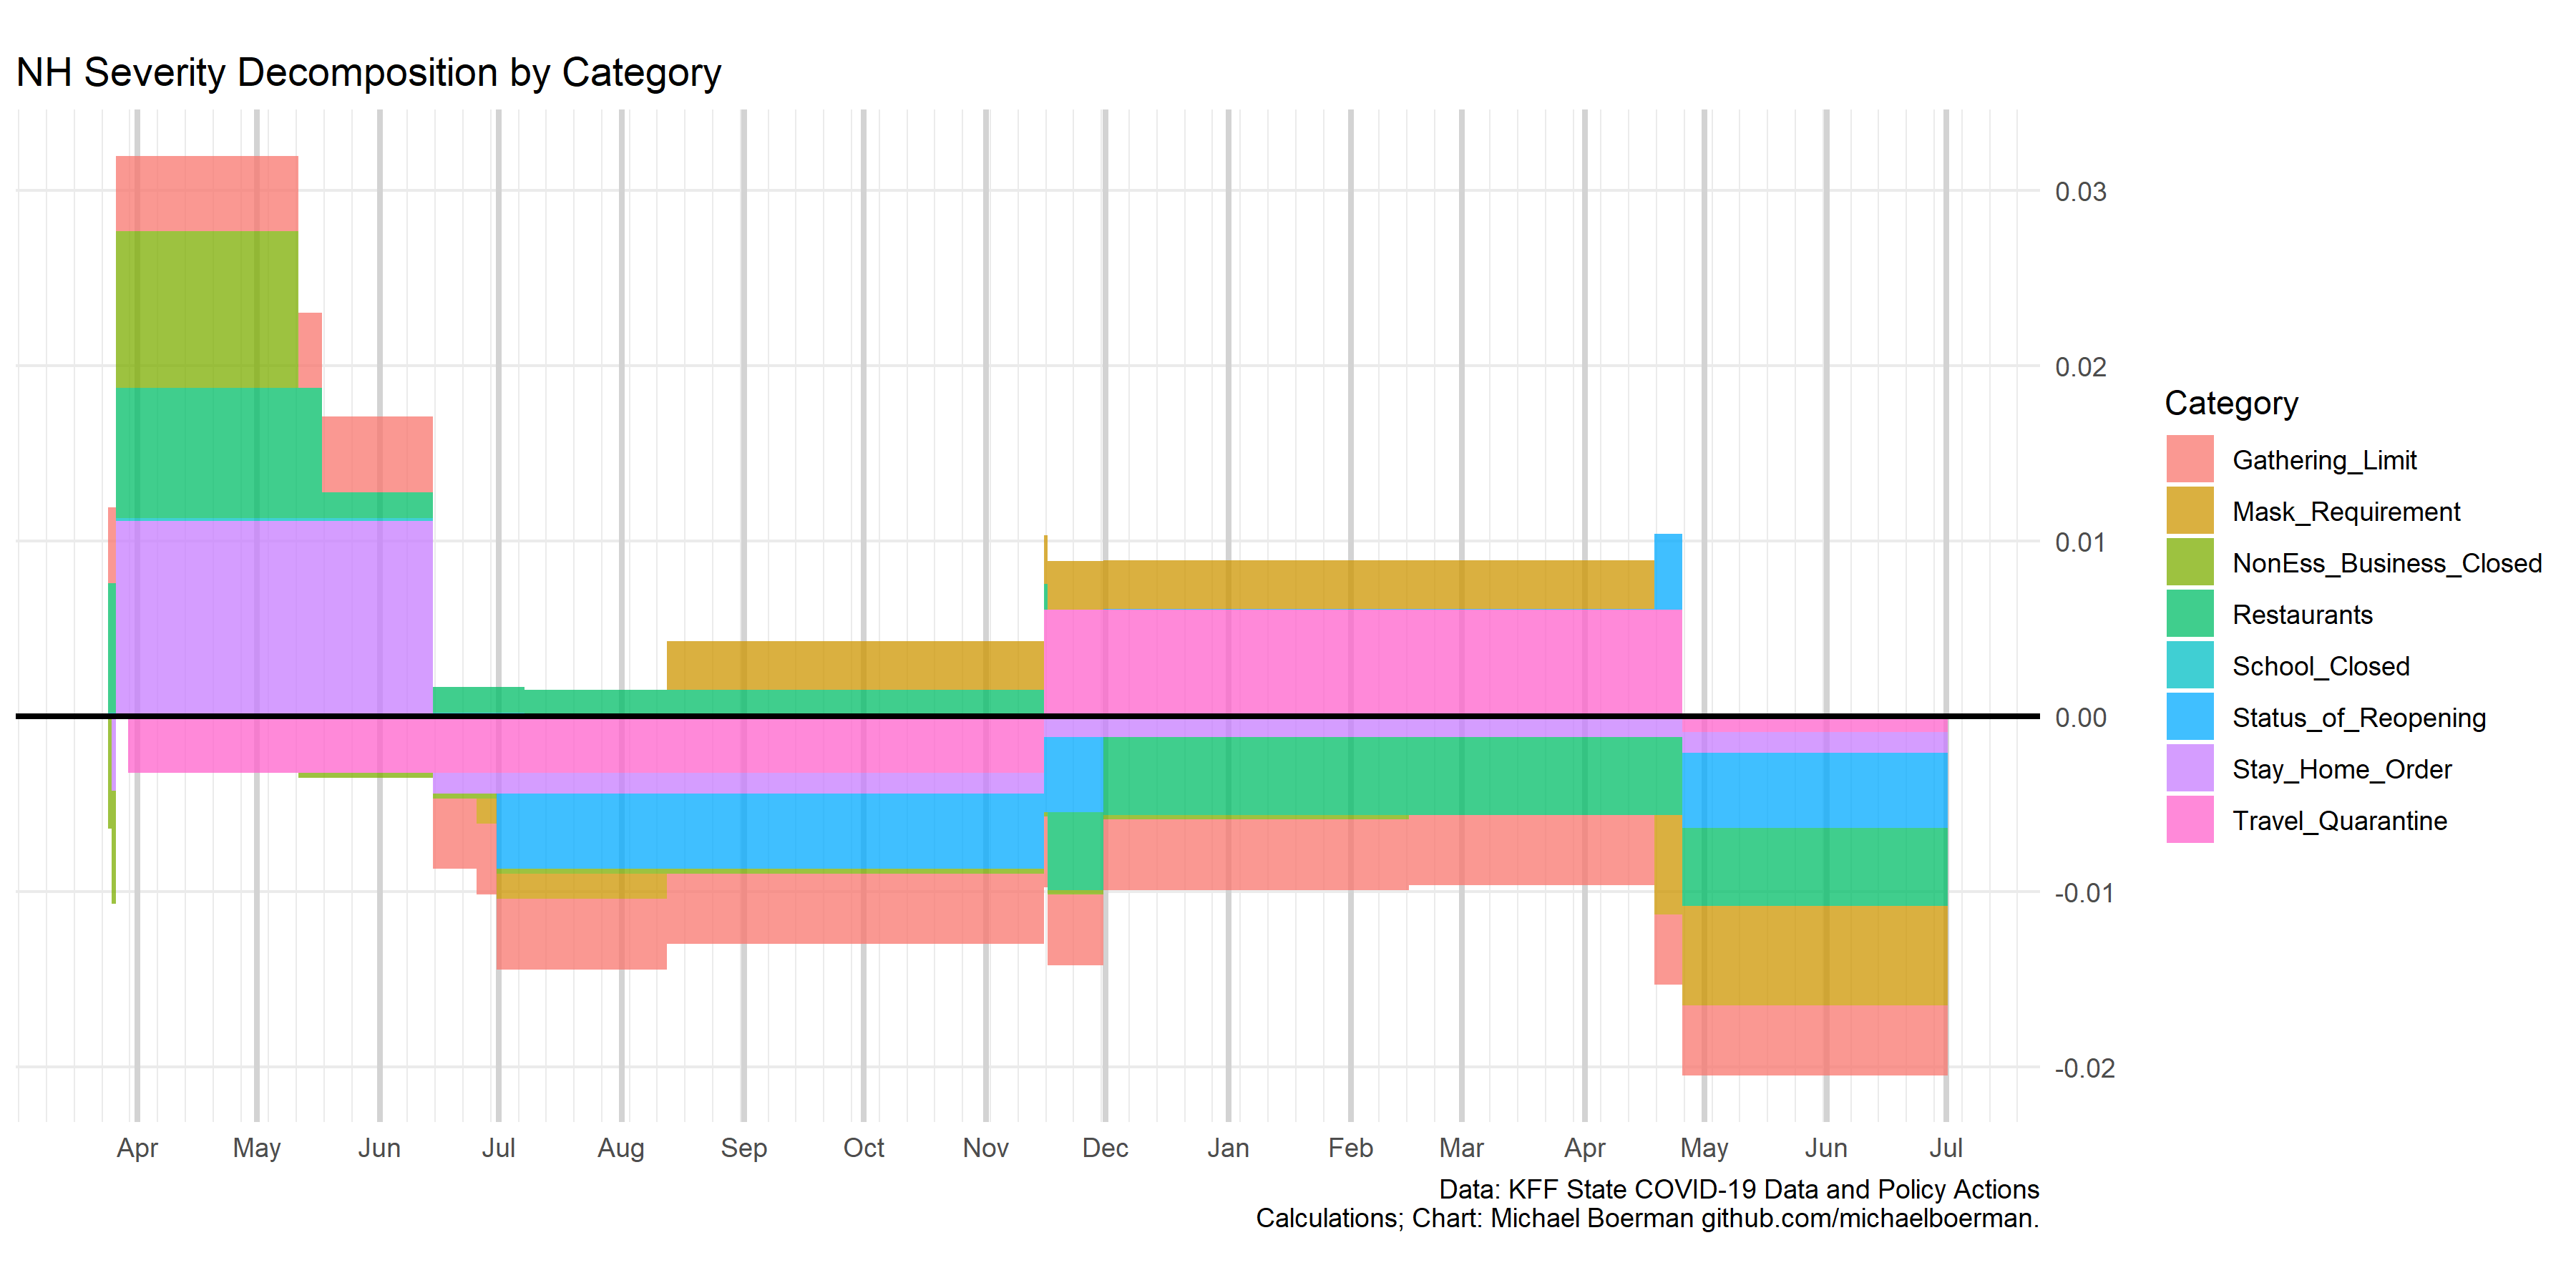 NH Severity Decomposition by Category
0.03
0.02
0.01
0.00
-0.01
-0.02
Apr May Jun Jul Aug Sep Oct Nov Dec Jan Feb Mar Apr May Jun Jul
Data: KFF State COVID-19 Data and Policy Actions
Calculations; Chart: Michael Boerman github.com/michaelboerman.
Category
Gathering_Limit
Mask_Requirement
NonEss_Business_Closed
Restaurants
School_Closed
Status_of_Reopening
Stay_Home_Order
Travel_Quarantine